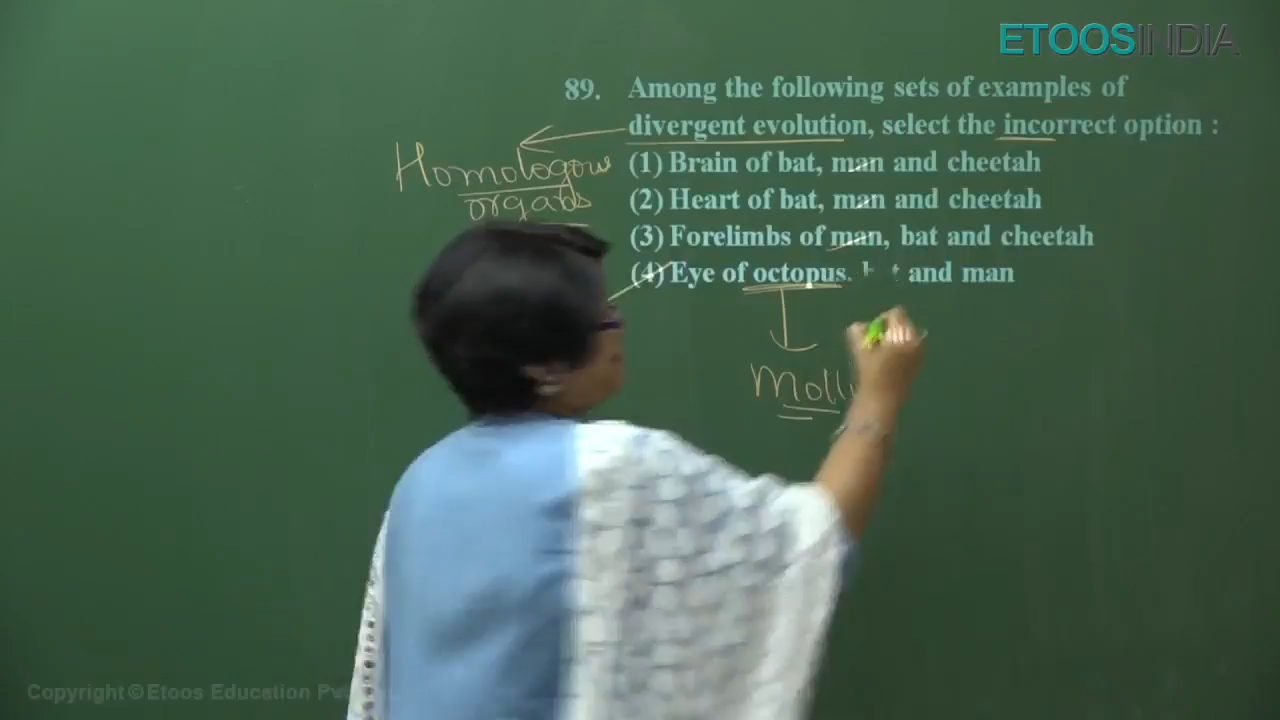 ETOOSINDIA
89. Among the following sets of examples of
divergent evolution, select the incorrect option :
(1) Brain of bat, man and cheetah
(2) Heart of bat, man and cheetah
(3) Forelimbs of man, bat and cheetah
(4) Eye of octopus, and man
Homologous
organs
Moll
Copyright © Etoos Education